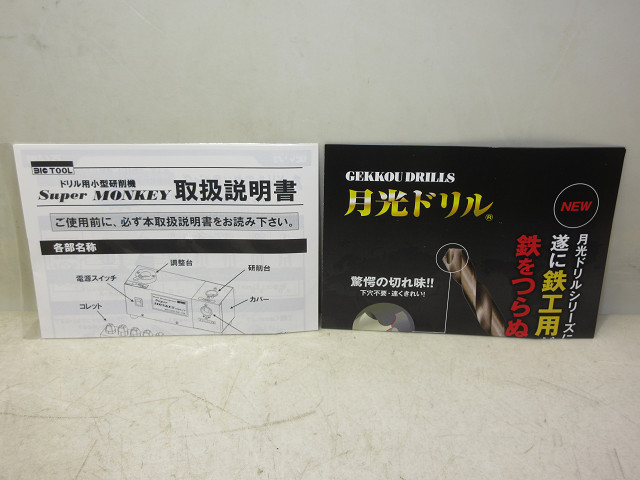 BIC TOOL
ドリル用小型研削機
Super MONKEY 取扱説明書
ご使用前に、必ず本取扱説明書をお読み下さい。
各部名称
調整台
研削台
電源スイッチ
カバー
コレット
GEKKOU DRILLS
月光ドリル®
NEW
驚愕の切れ味!!
下穴不要・速くきれい!
月光ドリルシリーズに
遂に鉄工用
鉄をつらぬ